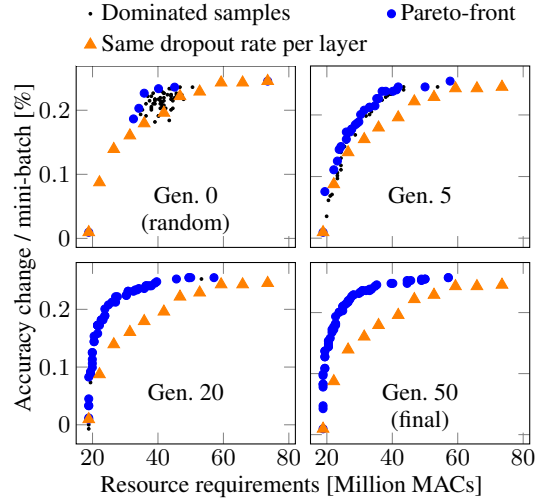 Dominated samples
Pareto-front
Same dropout rate per layer
Accuracy change / mini-batch [%]
0.2
0.1
0
Gen. 0
(random)
Gen. 5
0.2
0.1
0
Gen. 20
Gen. 50
(final)
20 40 60 80
20 40 60 80
Resource requirements [Million MACs]